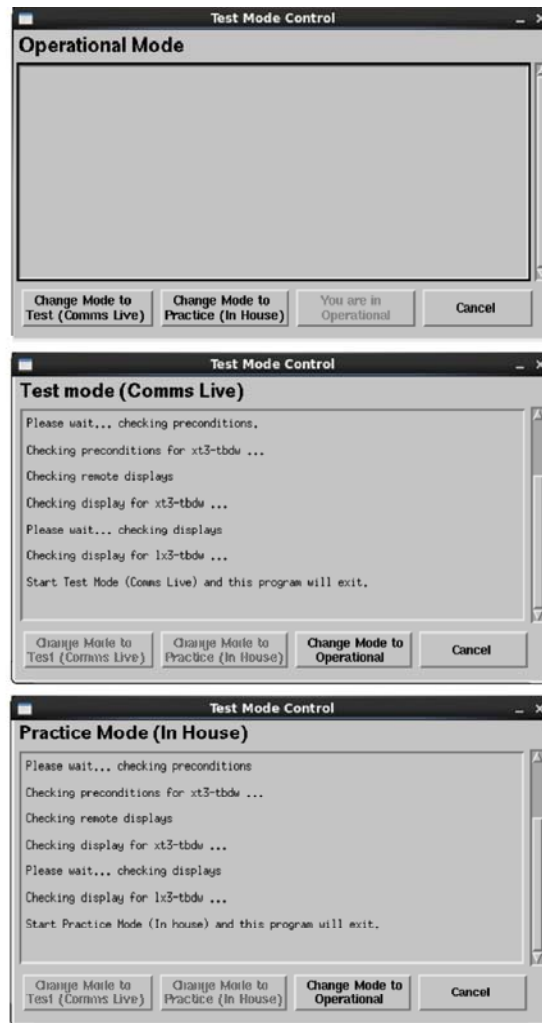 Test Mode Control
Operational Mode
Change Mode to
Test (Comms Live)
Change Mode to
Practice (In House)
You are in
Operational
Cancel
Test Mode Control
Test mode (Comms Live)
Please wait... checking preconditions.
Checking preconditions for xt3-tbdw ...
Checking remote displays
Checking display for xt3-tbdw ...
Please wait... checking displays
Checking display for lx3-tbdw ...
Start Test Mode (Comms Live) and this program will exit.
Change Mode to
Test (Comms Live)
Change Mode to
Practice (In House)
Change Mode to
Operational
Cancel
Test Mode Control
Practice Mode (In House)
Please wait... checking preconditions
Checking preconditions for xt3-tbdw ...
Checking remote displays
Checking display for xt3-tbdw ...
Please wait... checking displays
Checking display for lx3-tbdw ...
Start Practice Mode (In house) and this program will exit.
Change Mode to
Test (Comms Live)
Change Mode to
Practice (In House)
Change Mode to
Operational
Cancel